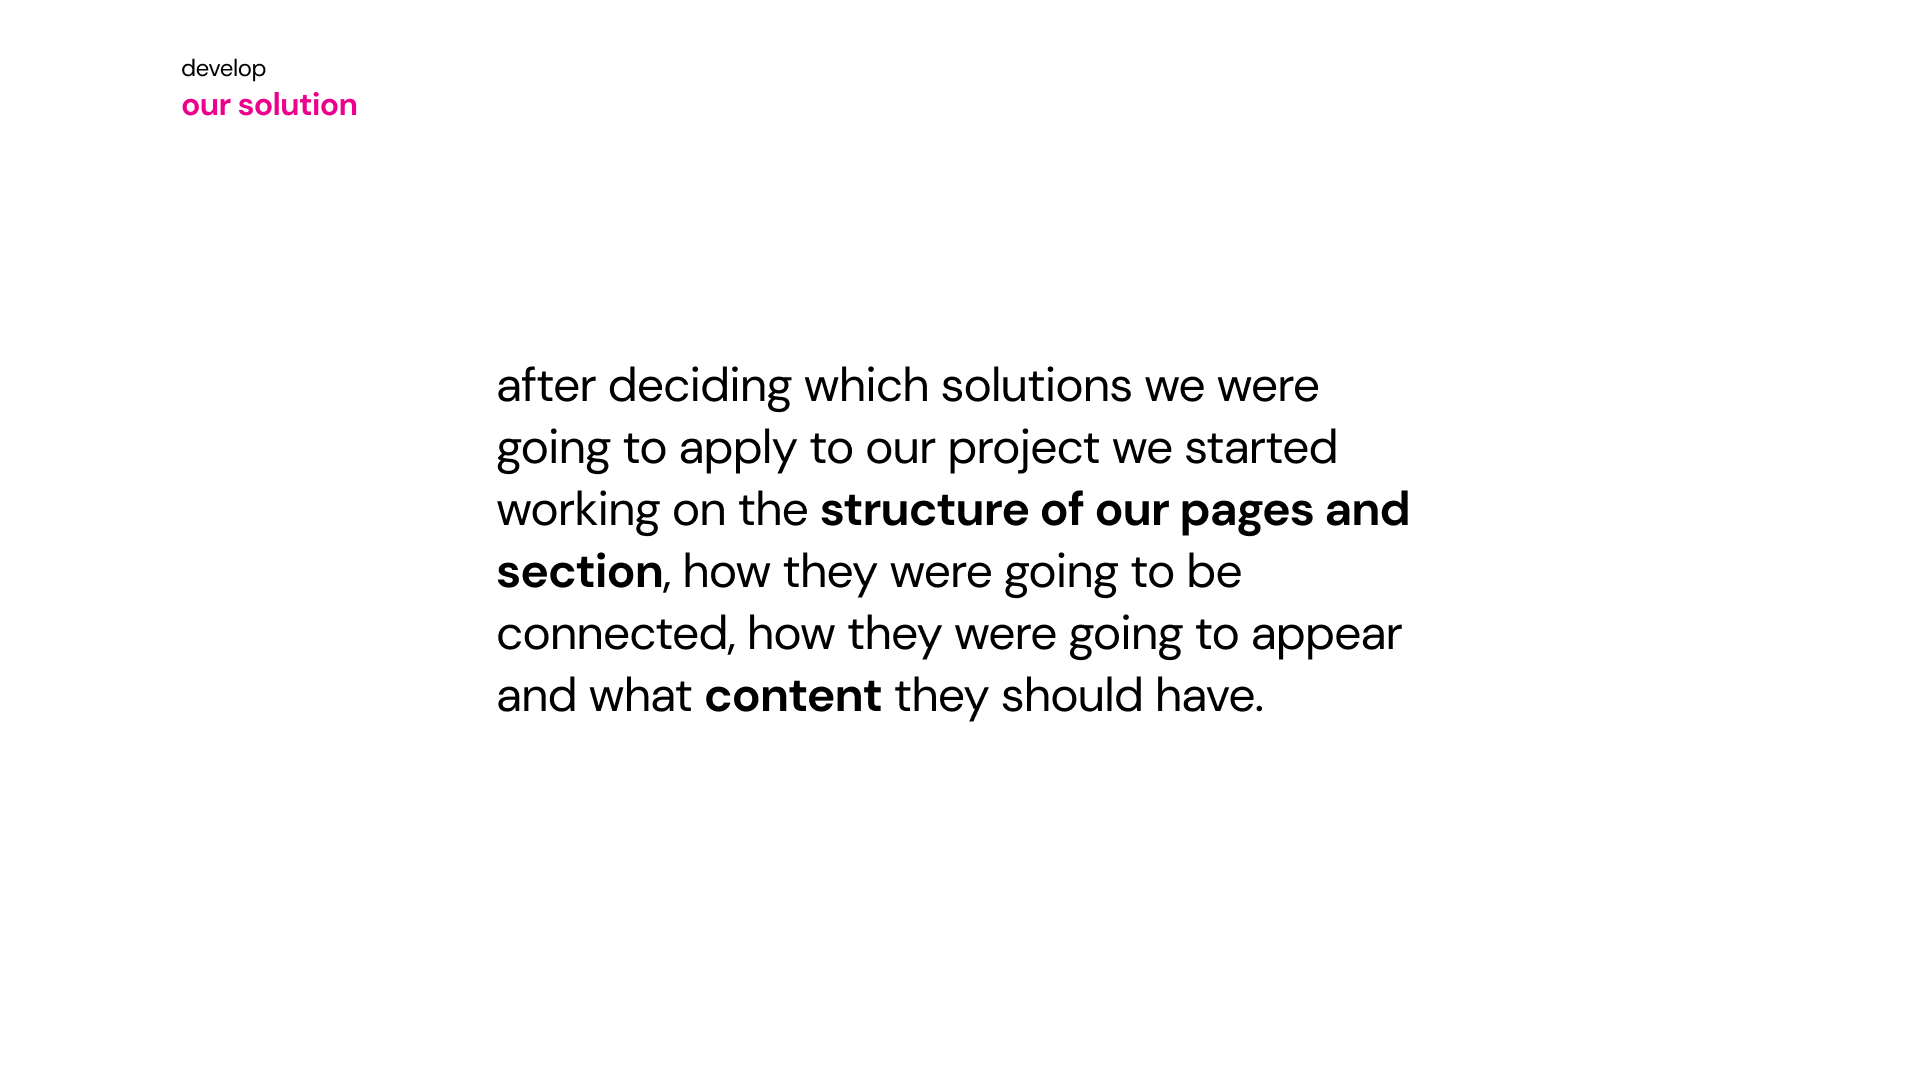 develop
our solution
after deciding which solutions we were
going to apply to our project we started
working on the structure of our pages and
section, how they were going to be
connected, how they were going to appear
and what content they should have.